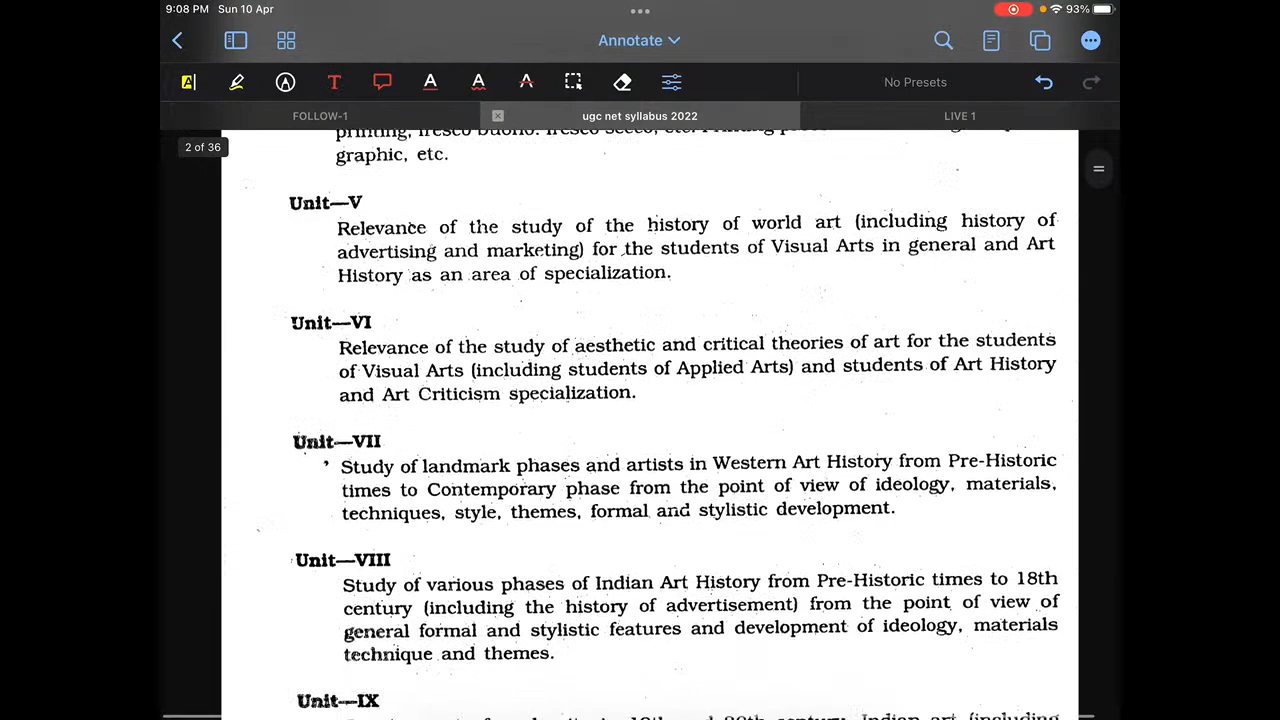 9:08 PM Sun 10 Apr
93%
Annotate
No Presets
FOLLOW-1
ugc net syllabus 2022
LIVE 1
2 of 36
graphic, etc.
Unit—V
Relevance of the study of the history of world art (including history of
advertising and marketing) for the students of Visual Arts in general and Art
History as an area of specialization.
Unit—VI
Relevance of the study of aesthetic and critical theories of art for the students
of Visual Arts (including students of Applied Arts) and students of Art History
and Art Criticism specialization.
Unit—VII
Study of landmark phases and artists in Western Art History from Pre-Historic
times to Contemporary phase from the point of view of ideology, materials,
techniques, style, themes, formal and stylistic development.
Unit—VIII
Study of various phases of Indian Art History from Pre-Historic times to 18th
century (including the history of advertisement) from the point of view of
general formal and stylistic features and development of ideology, materials
technique and themes.
Unit—IX